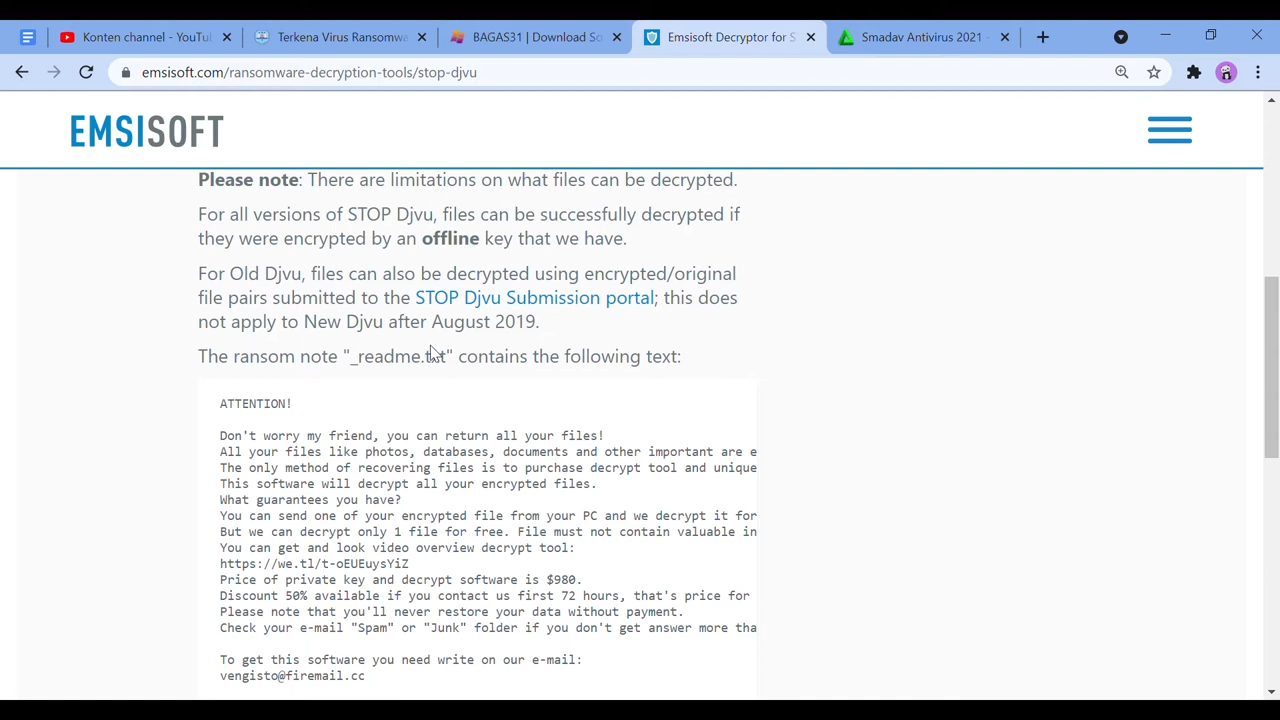 Konten channel - YouTu
Terkena Virus Ransomwa
BAGAS31 | Download So
Emsisoft Decryptor for S
Smadav Antivirus 2021 -
emsisoft.com/ransomware-decryption-tools/stop-djvu
EMSISOFT
Please note: There are limitations on what files can be decrypted.
For all versions of STOP Djvu, files can be successfully decrypted if
they were encrypted by an offline key that we have.
For Old Djvu, files can also be decrypted using encrypted/original
file pairs submitted to the STOP Djvu Submission portal; this does
not apply to New Djvu after August 2019.
The ransom note "_readme.txt" contains the following text:
ATTENTION!
Don't worry my friend, you can return all your files!
All your files like photos, databases, documents and other important are e
The only method of recovering files is to purchase decrypt tool and unique
This software will decrypt all your encrypted files.
What guarantees you have?
You can send one of your encrypted file from your PC and we decrypt it for
But we can decrypt only 1 file for free. File must not contain valuable in
You can get and look video overview decrypt tool:
https://we.tl/t-oEUEuysYiZ
Price of private key and decrypt software is $980.
Discount 50% available if you contact us first 72 hours, that's price for
Please note that you'll never restore your data without payment.
Check your e-mail "Spam" or "Junk" folder if you don't get answer more tha
To get this software you need write on our e-mail:
vengisto@firemail.cc